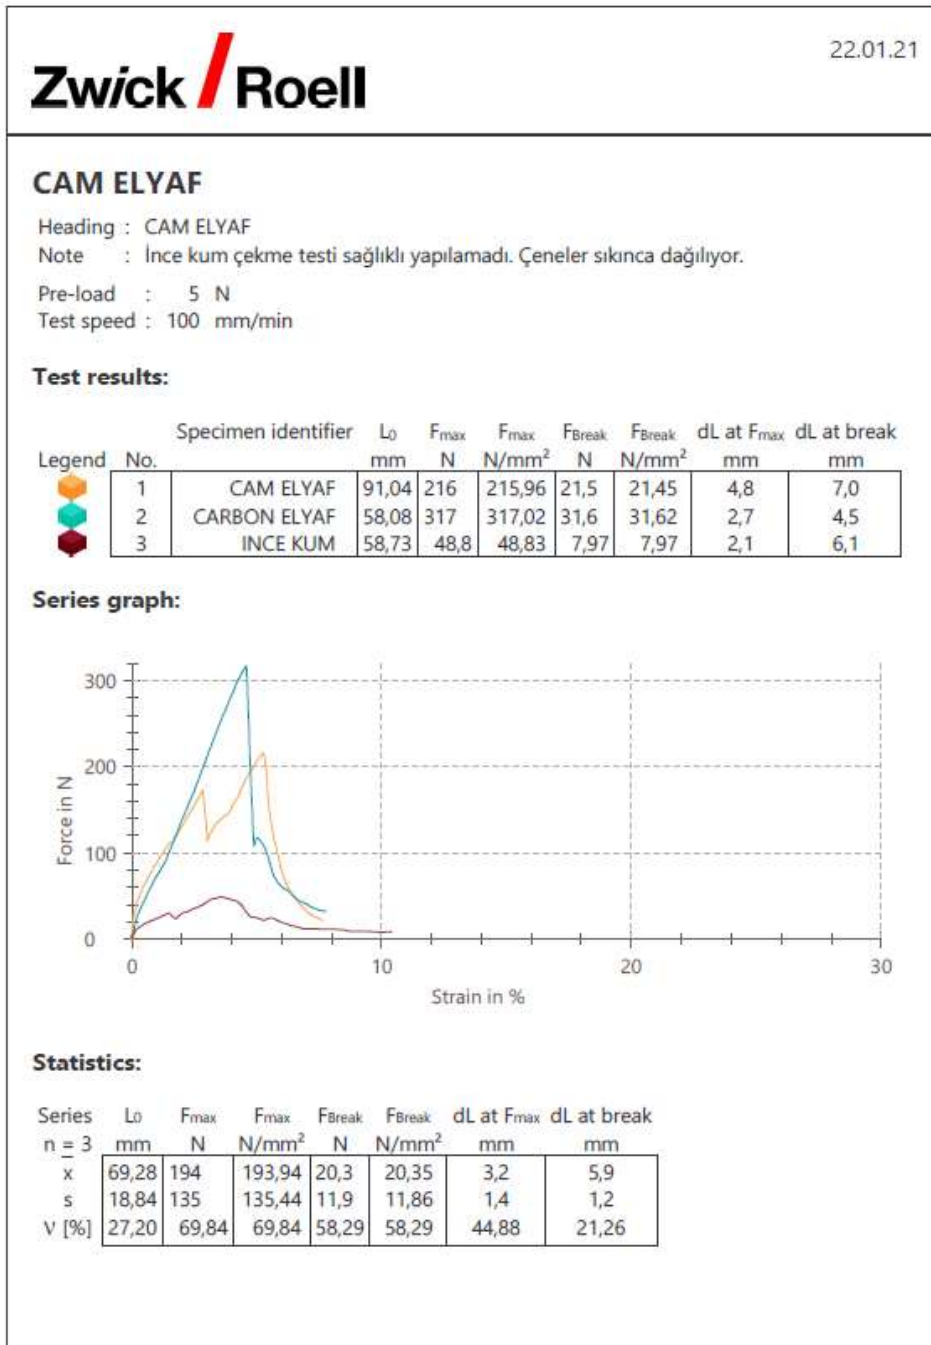 22.01.21
Zwick / Roell
CAM ELYAF
Heading : CAM ELYAF
Note : İnce kum çekme testi sağlıklı yapılamadı. Çeneler sıkınca dağılıyor.
Pre-load : 5 N
Test speed : 100 mm/min
Test results:
Specimen identifier L0 Fmax Fmax FBreak FBreak dL at Fmax dL at break
Legend No. mm N N/mm² N N/mm² mm mm
1 CAM ELYAF 91,04 216 215,96 21,5 21,45 4,8 7,0
2 CARBON ELYAF 58,08 317 317,02 31,6 31,62 2,7 4,5
3 INCE KUM 58,73 48,8 48,83 7,97 7,97 2,1 6,1
Series graph:
300
200
100
0
Force in N
0 10 20 30
Strain in %
Statistics:
Series L0 Fmax Fmax FBreak FBreak dL at Fmax dL at break
n = 3 mm N N/mm² N N/mm² mm mm
x̅ 69,28 194 193,94 20,3 20,35 3,2 5,9
s 18,84 135 135,44 11,9 11,86 1,4 1,2
ν [%] 27,20 69,84 69,84 58,29 58,29 44,88 21,26